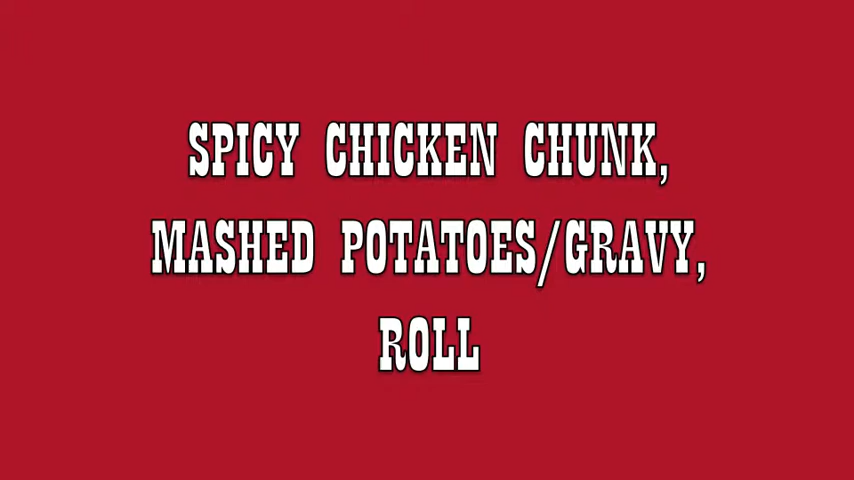 SPICY CHICKEN CHUNK,
MASHED POTATOES/GRAVY,
ROLL